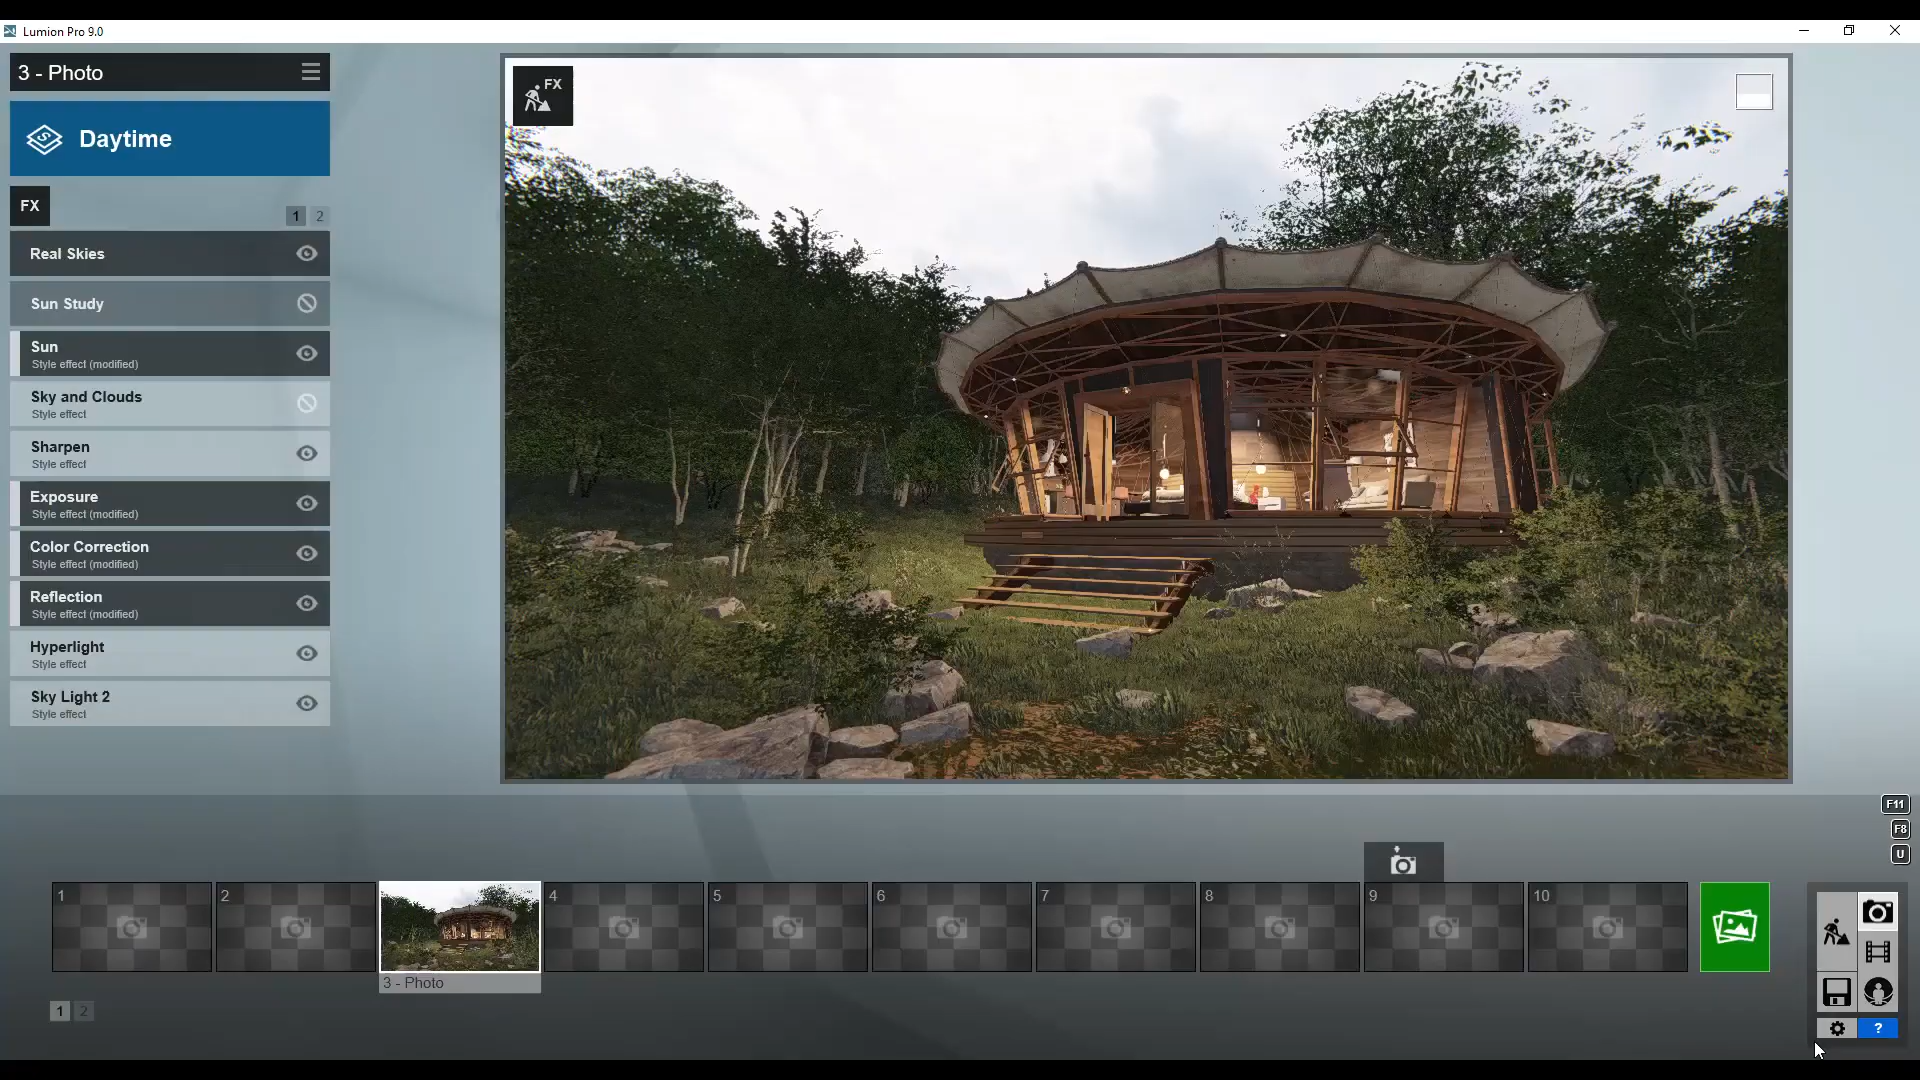 Lumion Pro 9.0
3 - Photo
Daytime
FX
1 2
Real Skies
Sun Study
Sun
Style effect (modified)
Sky and Clouds
Style effect
Sharpen
Style effect
Exposure
Style effect (modified)
Color Correction
Style effect (modified)
Reflection
Style effect (modified)
Hyperlight
Style effect
Sky Light 2
Style effect
FX
F11
F8
U
1 2 4 5 6 7 8 9 10
3 - Photo
1 2
?